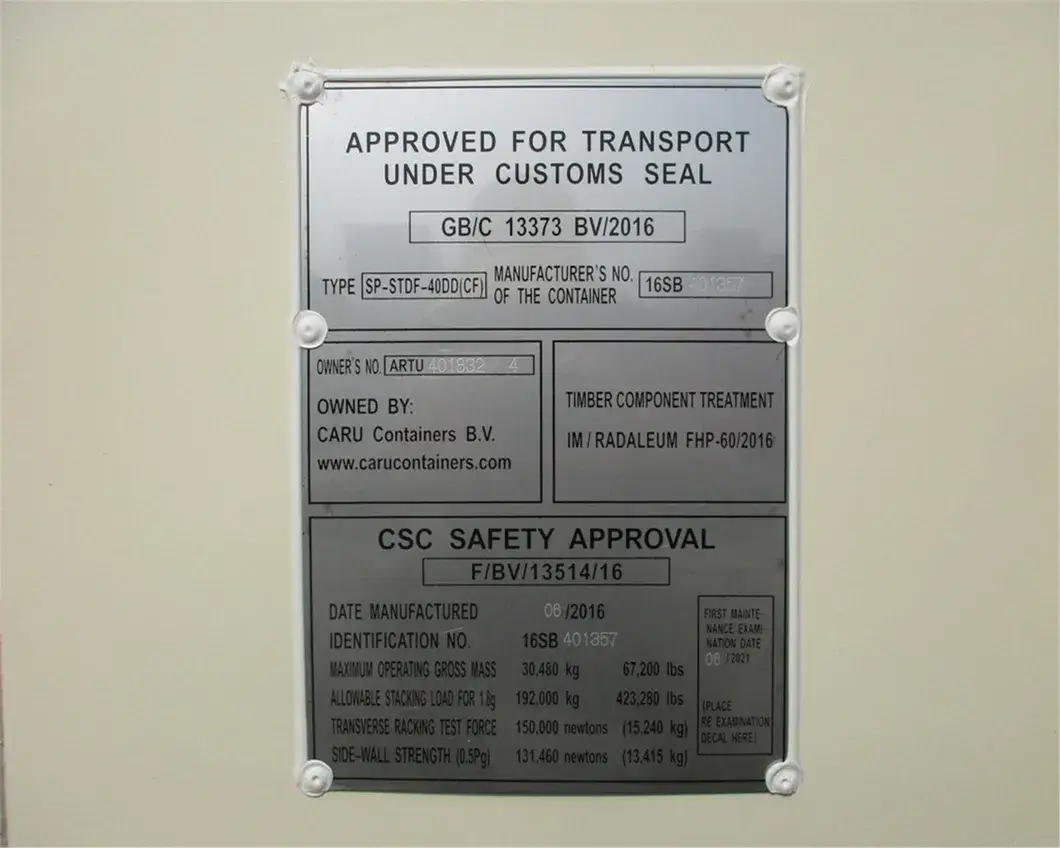 APPROVED FOR TRANSPORT
UNDER CUSTOMS SEAL
GB/C 13373 BV/2016
TYPE SP-STDF-40DD(CF) MANUFACTURER'S NO. OF THE CONTAINER 16SB 401357
OWNER'S NO. ARTU 401832 4
OWNED BY:
CARU Containers B.V.
www.carucontainers.com
TIMBER COMPONENT TREATMENT
IM / RADALEUM FHP-60/2016
CSC SAFETY APPROVAL
F/BV/13514/16
DATE MANUFACTURED 06 /2016
IDENTIFICATION NO. 16SB 401357
MAXIMUM OPERATING GROSS MASS 30,480 kg 67,200 lbs
ALLOWABLE STACKING LOAD FOR 1.8g 192,000 kg 423,280 lbs
TRANSVERSE RACKING TEST FORCE 150,000 newtons (15,240 kg)
SIDE-WALL STRENGTH (0.5Pg) 131,460 newtons (13,415 kg)
FIRST MAINTE-
NANCE EXAMI-
NATION DATE
06 /2021
(PLACE
RE EXAMINATION
DECAL HERE)